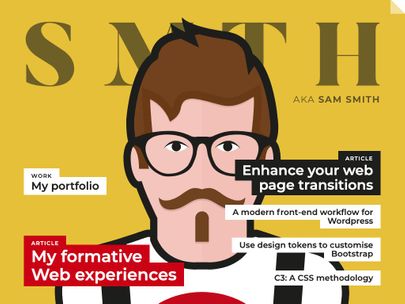 SMTH
AKA SAM SMITH
WORK
My portfolio
ARTICLE
Enhance your web
page transitions
A modern front-end workflow for
Wordpress
Use design tokens to customise
Bootstrap
C3: A CSS methodology
ARTICLE
My formative
Web experiences